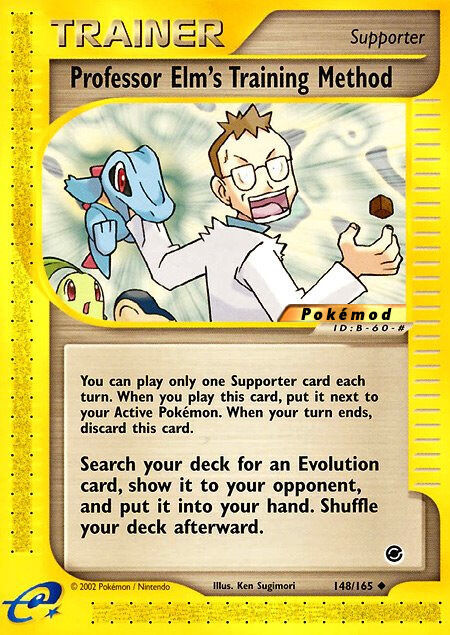 TRAINER
Supporter
Professor Elm's Training Method
Pokémod
ID:B-60-#
You can play only one Supporter card each
turn. When you play this card, put it next to
your Active Pokémon. When your turn ends,
discard this card.
Search your deck for an Evolution
card, show it to your opponent,
and put it into your hand. Shuffle
your deck afterward.
© 2002 Pokémon / Nintendo
Illus. Ken Sugimori
148/165 ◆